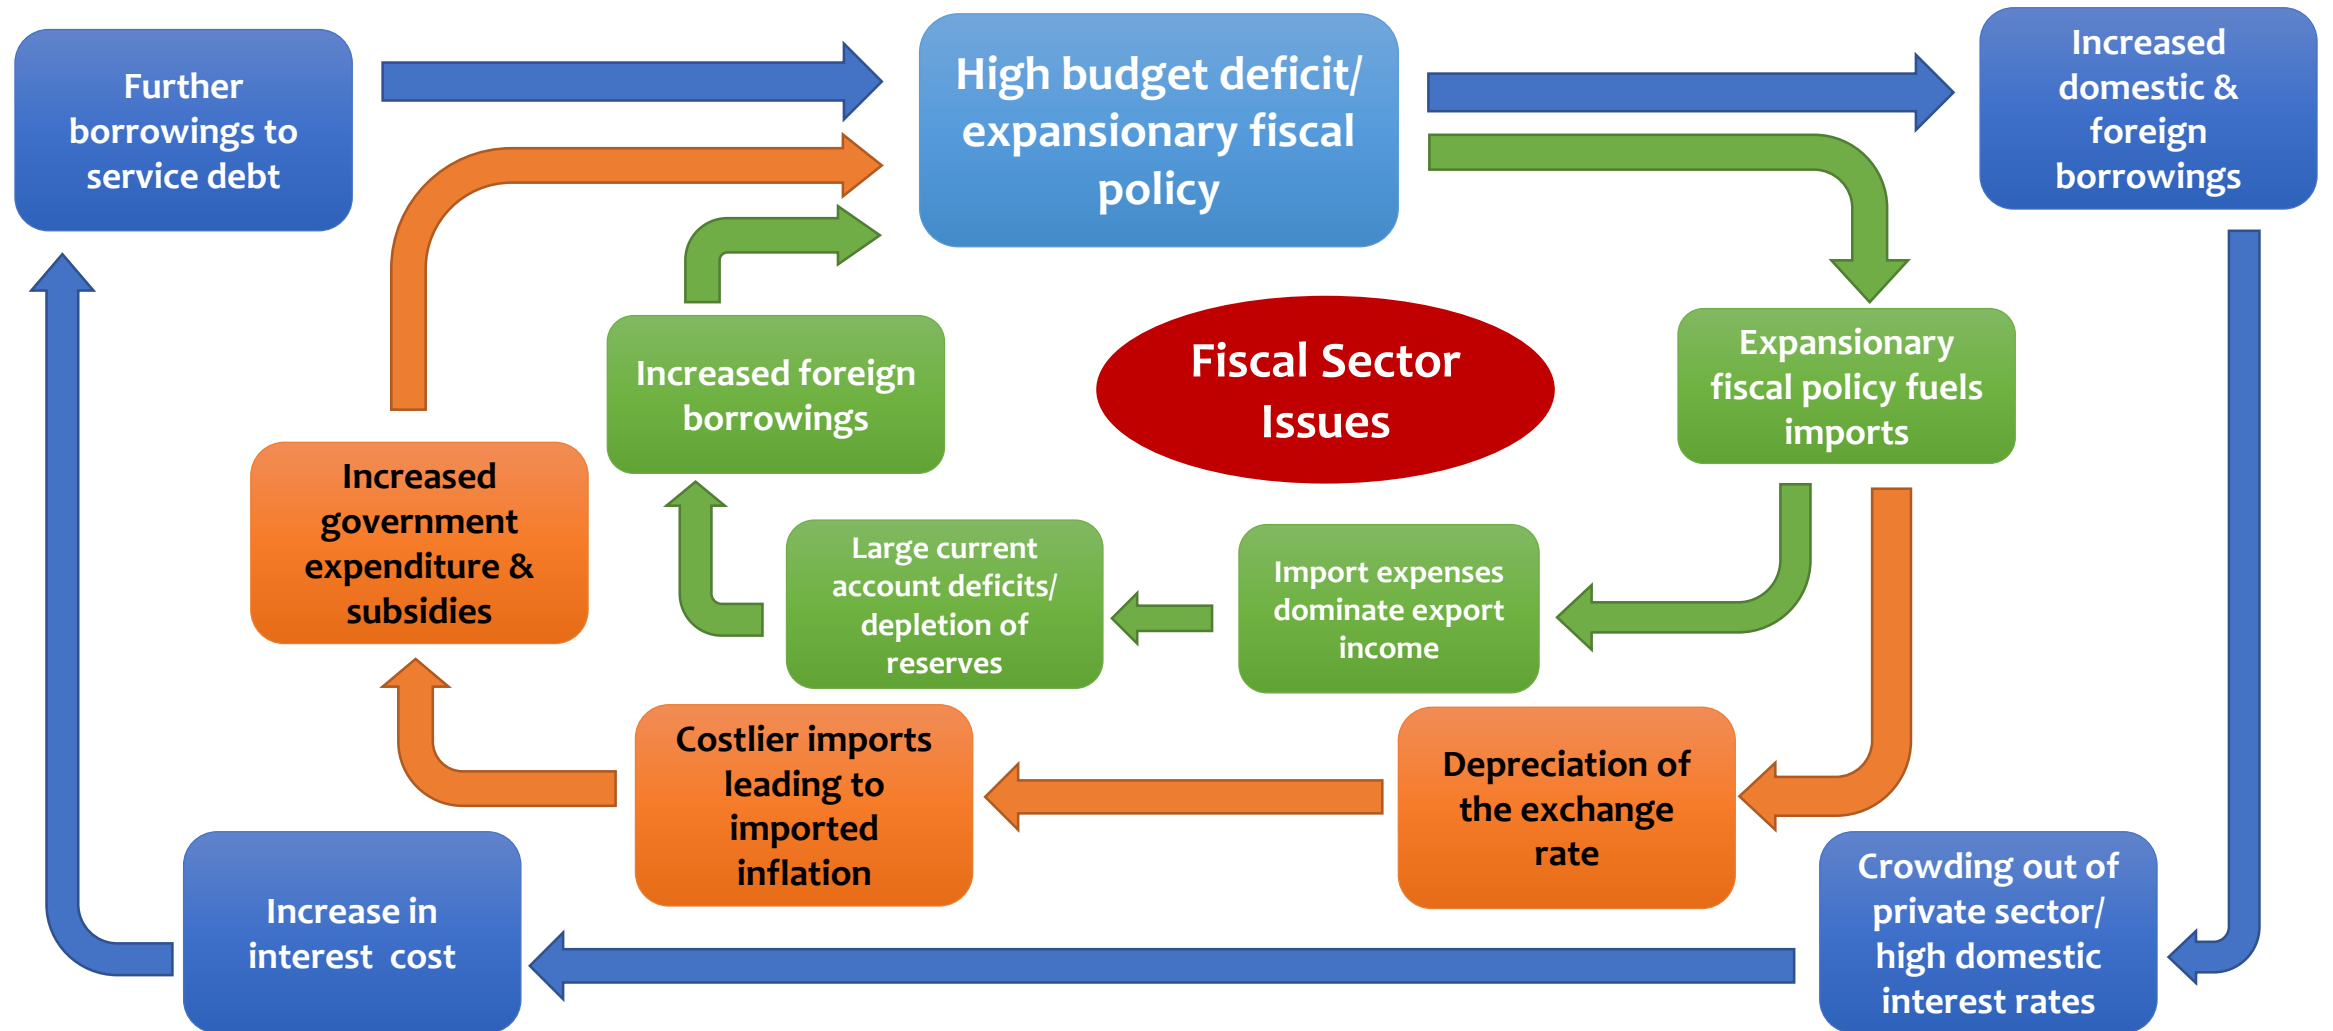 Further
borrowings to
service debt
High budget deficit/
expansionary fiscal
policy
Increased
domestic &
foreign
borrowings
Increased foreign
borrowings
Fiscal Sector
Issues
Expansionary
fiscal policy fuels
imports
Increased
government
expenditure &
subsidies
Large current
account deficits/
depletion of
reserves
Import expenses
dominate export
income
Costlier imports
leading to
imported
inflation
Depreciation of
the exchange
rate
Increase in
interest  cost
Crowding out of
private sector/
high domestic
interest rates